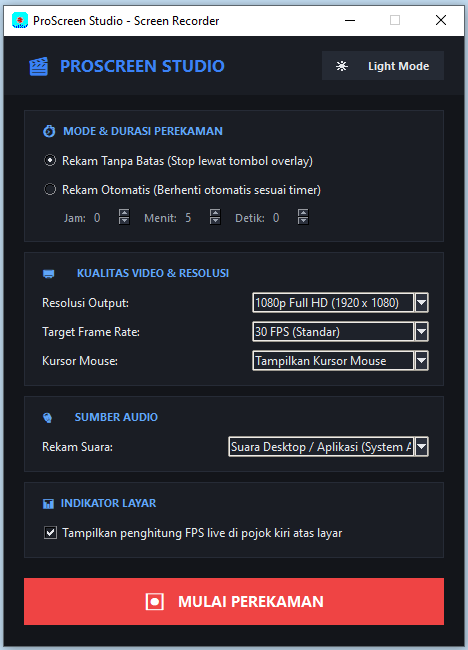 ProScreen Studio - Screen Recorder
PROSCREEN STUDIO
Light Mode
MODE & DURASI PEREKAMAN
Rekam Tanpa Batas (Stop lewat tombol overlay)
Rekam Otomatis (Berhenti otomatis sesuai timer)
Jam: 0 Menit: 5 Detik: 0
KUALITAS VIDEO & RESOLUSI
Resolusi Output: 1080p Full HD (1920 x 1080)
Target Frame Rate: 30 FPS (Standar)
Kursor Mouse: Tampilkan Kursor Mouse
SUMBER AUDIO
Rekam Suara: Suara Desktop / Aplikasi (System A
INDIKATOR LAYAR
Tampilkan penghitung FPS live di pojok kiri atas layar
MULAI PEREKAMAN